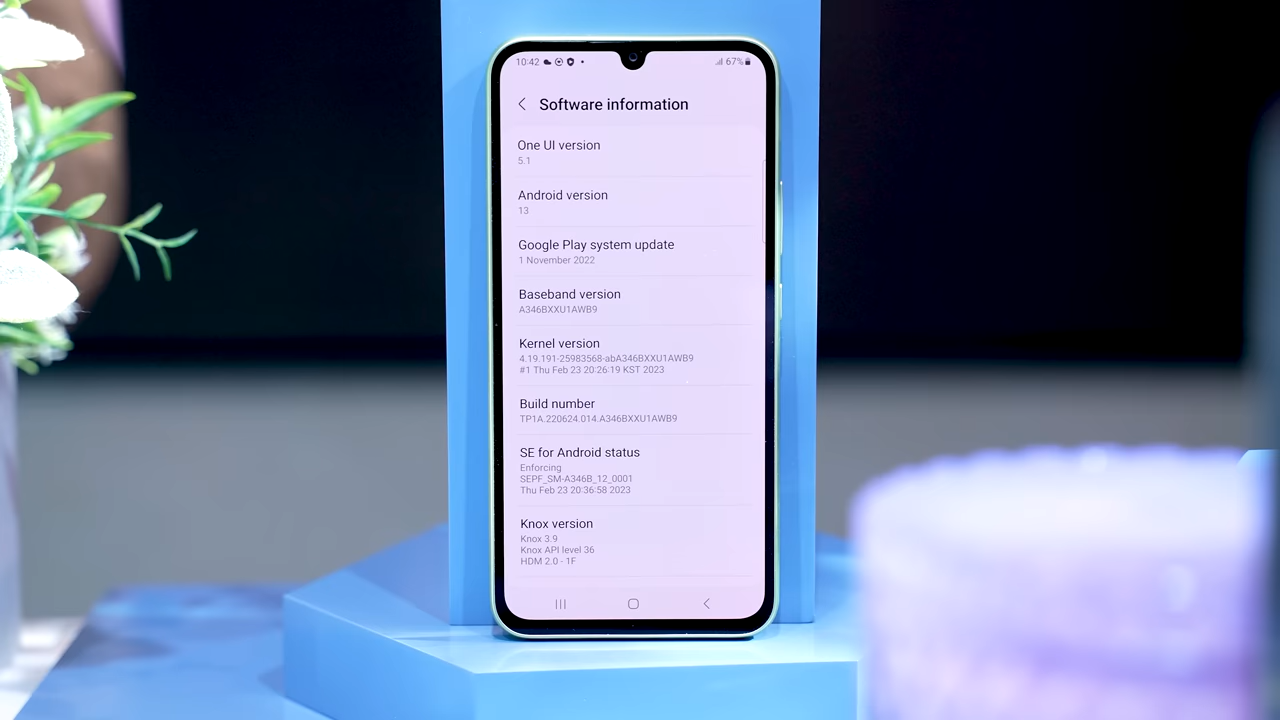 10:42 67%
Software information
One UI version
5.1
Android version
13
Google Play system update
1 November 2022
Baseband version
A346BXXU1AWB9
Kernel version
4.19.191-25983568-abA346BXXU1AWB9
#1 Thu Feb 23 20:26:19 KST 2023
Build number
TP1A.220624.014.A346BXXU1AWB9
SE for Android status
Enforcing
SEPF_SM-A346B_12_0001
Thu Feb 23 20:36:58 2023
Knox version
Knox 3.9
Knox API level 36
HDM 2.0 - 1F